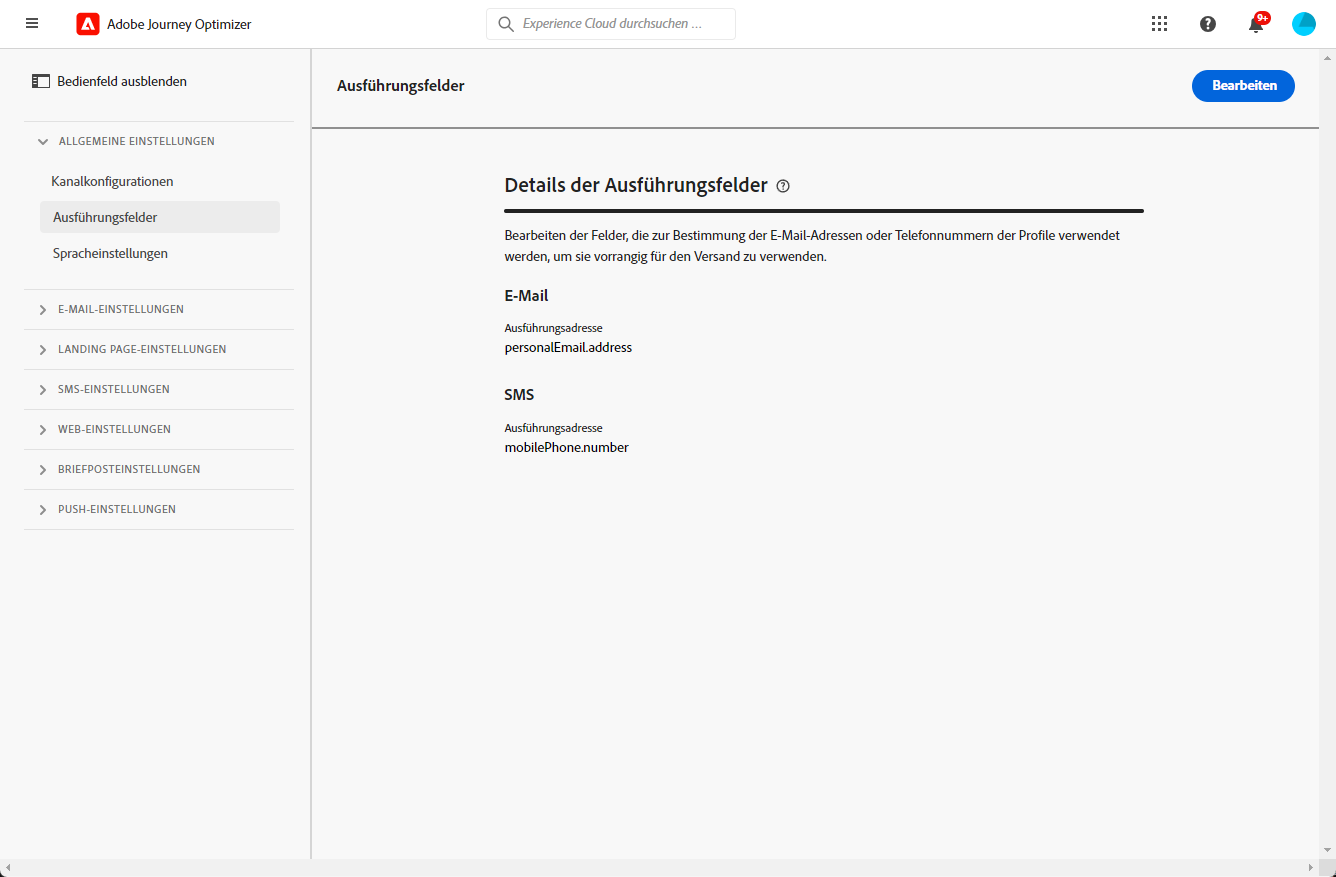 Adobe Journey Optimizer
Experience Cloud durchsuchen ...
9+
Bedienfeld ausblenden
ALLGEMEINE EINSTELLUNGEN
Kanalkonfigurationen
Ausführungsfelder
Spracheinstellungen
E-MAIL-EINSTELLUNGEN
LANDING PAGE-EINSTELLUNGEN
SMS-EINSTELLUNGEN
WEB-EINSTELLUNGEN
BRIEFPOSTEINSTELLUNGEN
PUSH-EINSTELLUNGEN
Ausführungsfelder
Bearbeiten
Details der Ausführungsfelder
Bearbeiten der Felder, die zur Bestimmung der E-Mail-Adressen oder Telefonnummern der Profile verwendet
werden, um sie vorrangig für den Versand zu verwenden.
E-Mail
Ausführungsadresse
personalEmail.address
SMS
Ausführungsadresse
mobilePhone.number